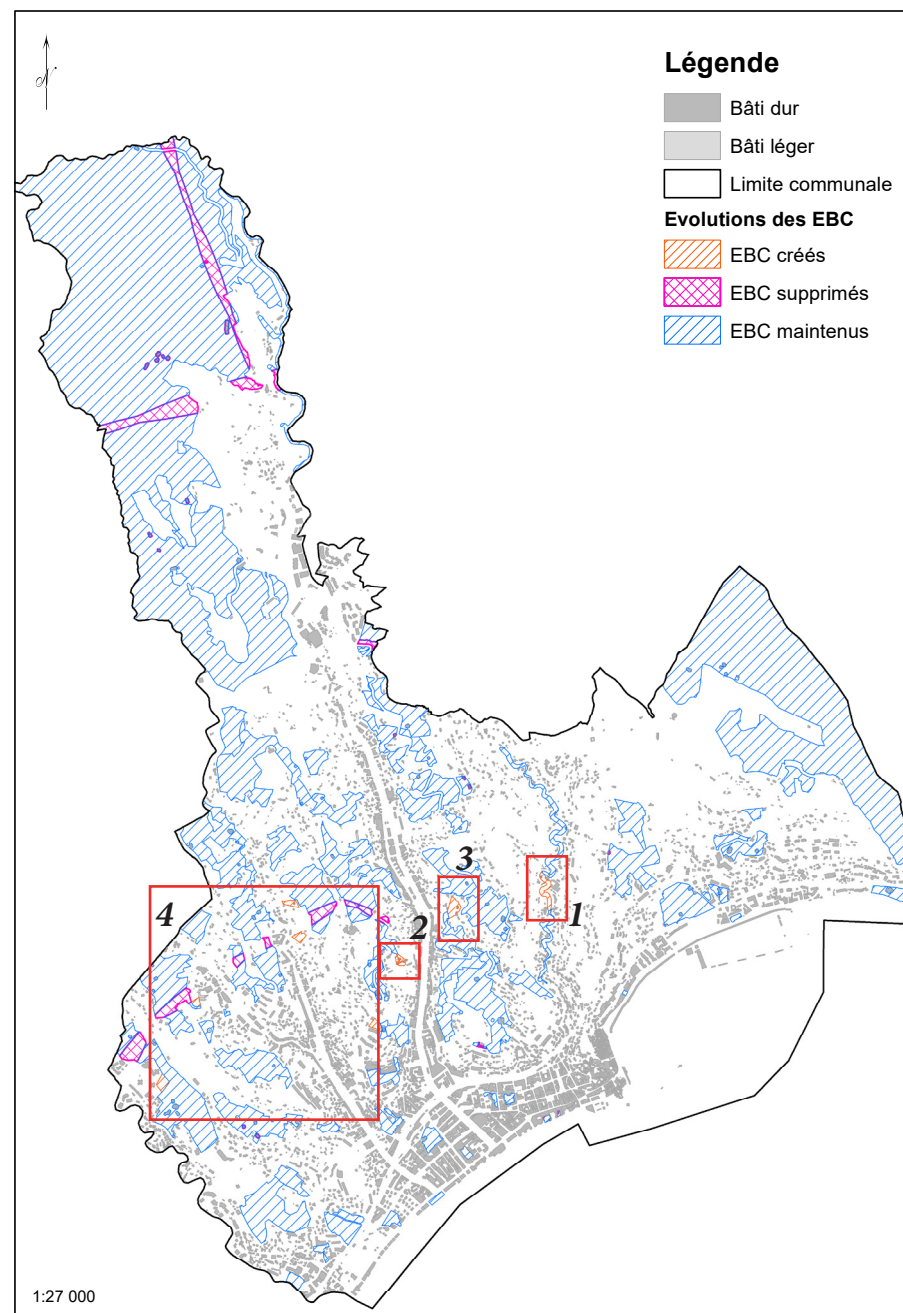 N
Légende
Bâti dur
Bâti léger
Limite communale
Evolutions des EBC
EBC créés
EBC supprimés
EBC maintenus
3
4
2
1
1:27 000